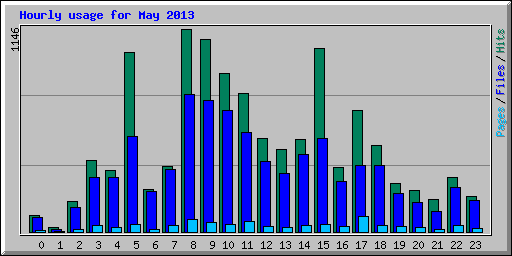 Hourly usage for May 2013
1146
Pages/Files/Hits
0 1 2 3 4 5 6 7 8 9 10 11 12 13 14 15 16 17 18 19 20 21 22 23